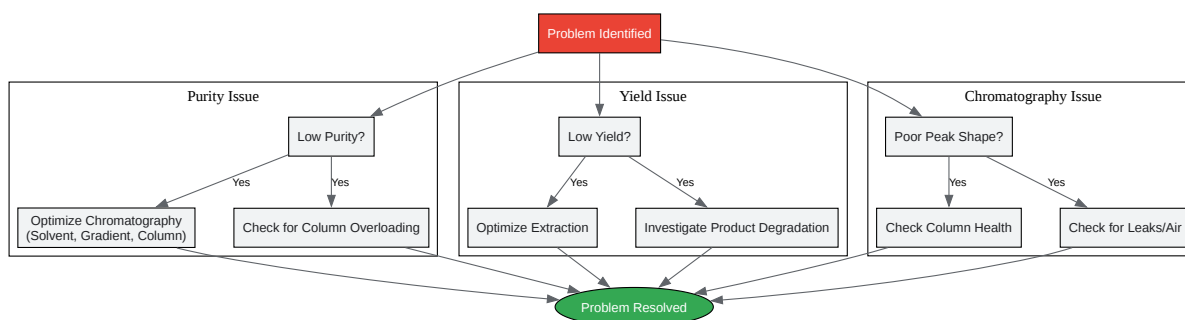 Problem Identified
Purity Issue
Yield Issue
Chromatography Issue
Low Purity?
Low Yield?
Poor Peak Shape?
Yes
Yes
Yes
Yes
Yes
Yes
Optimize Chromatography
(Solvent, Gradient, Column)
Check for Column Overloading
Optimize Extraction
Investigate Product Degradation
Check Column Health
Check for Leaks/Air
Problem Resolved